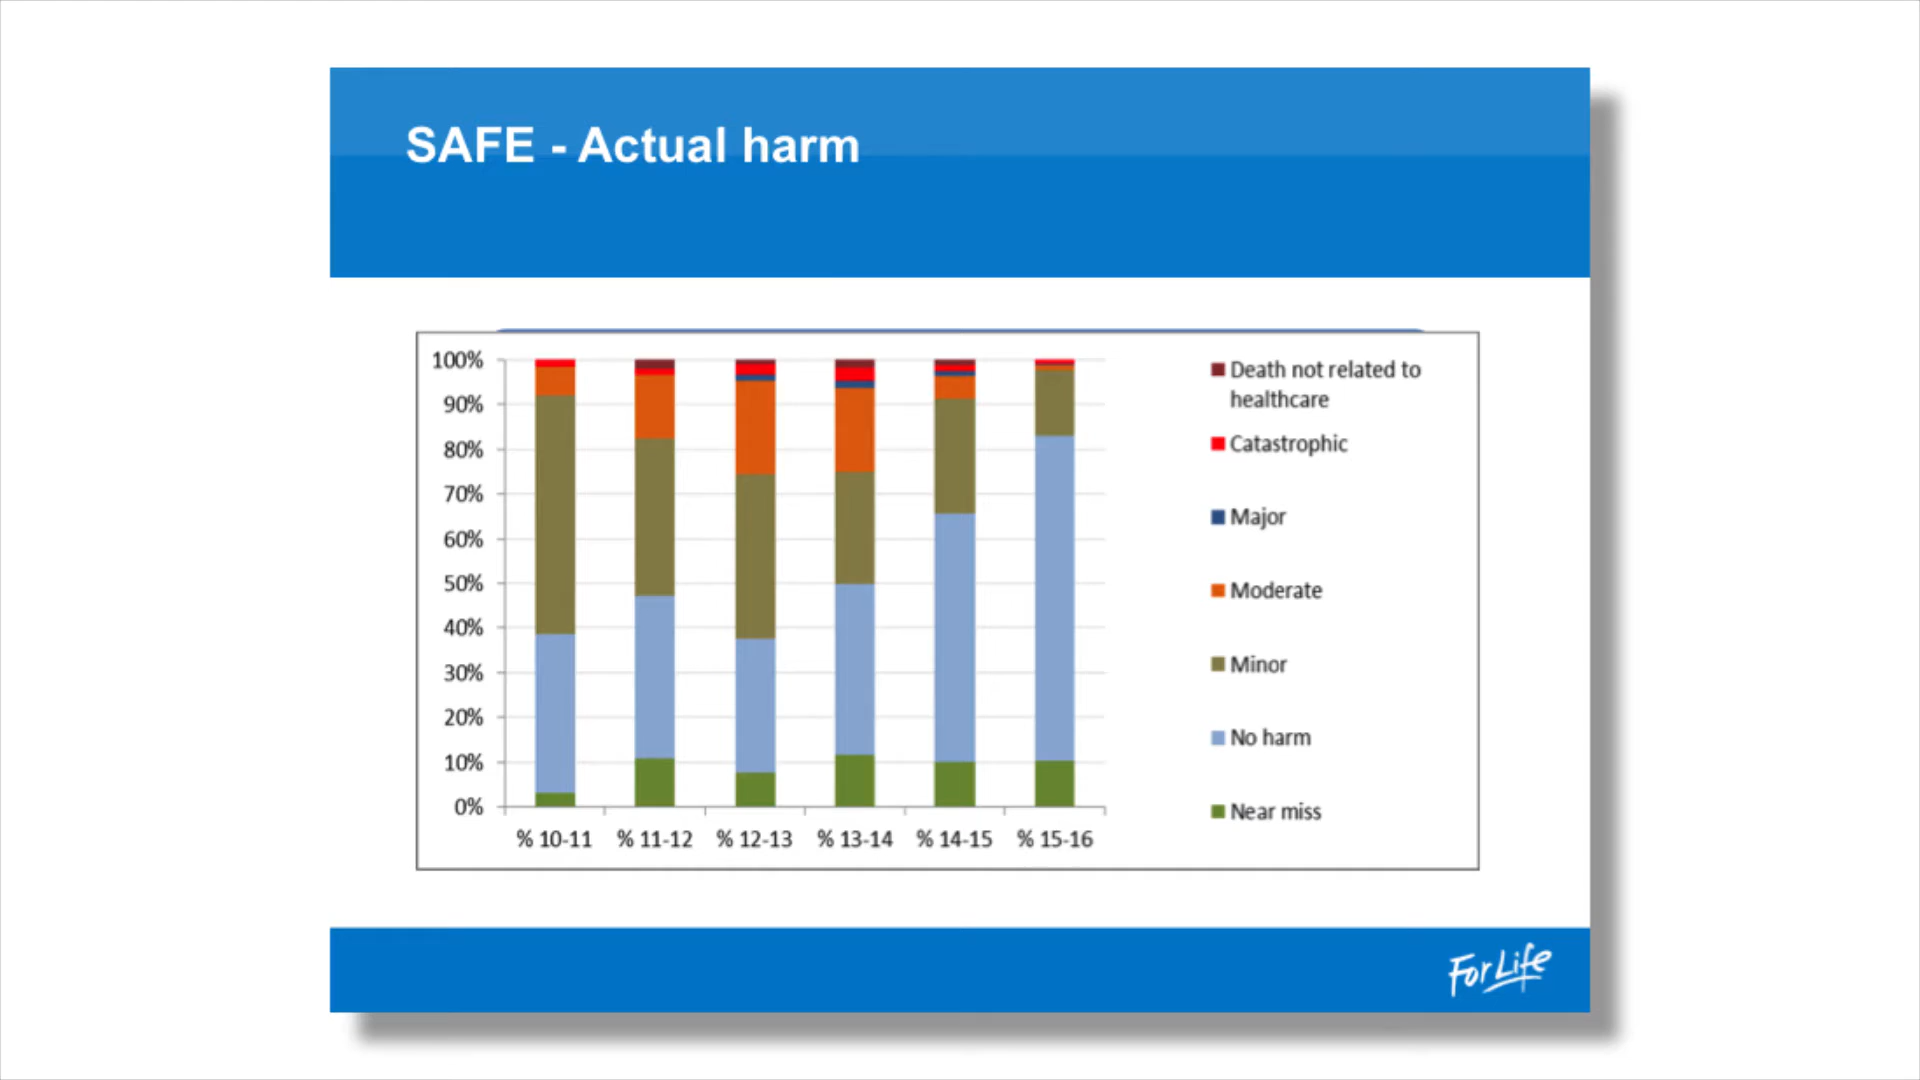 SAFE - Actual harm
100%
90%
80%
70%
60%
50%
40%
30%
20%
10%
0%
% 10-11 % 11-12 % 12-13 % 13-14 % 14-15 % 15-16
Death not related to
healthcare
Catastrophic
Major
Moderate
Minor
No harm
Near miss
For Life